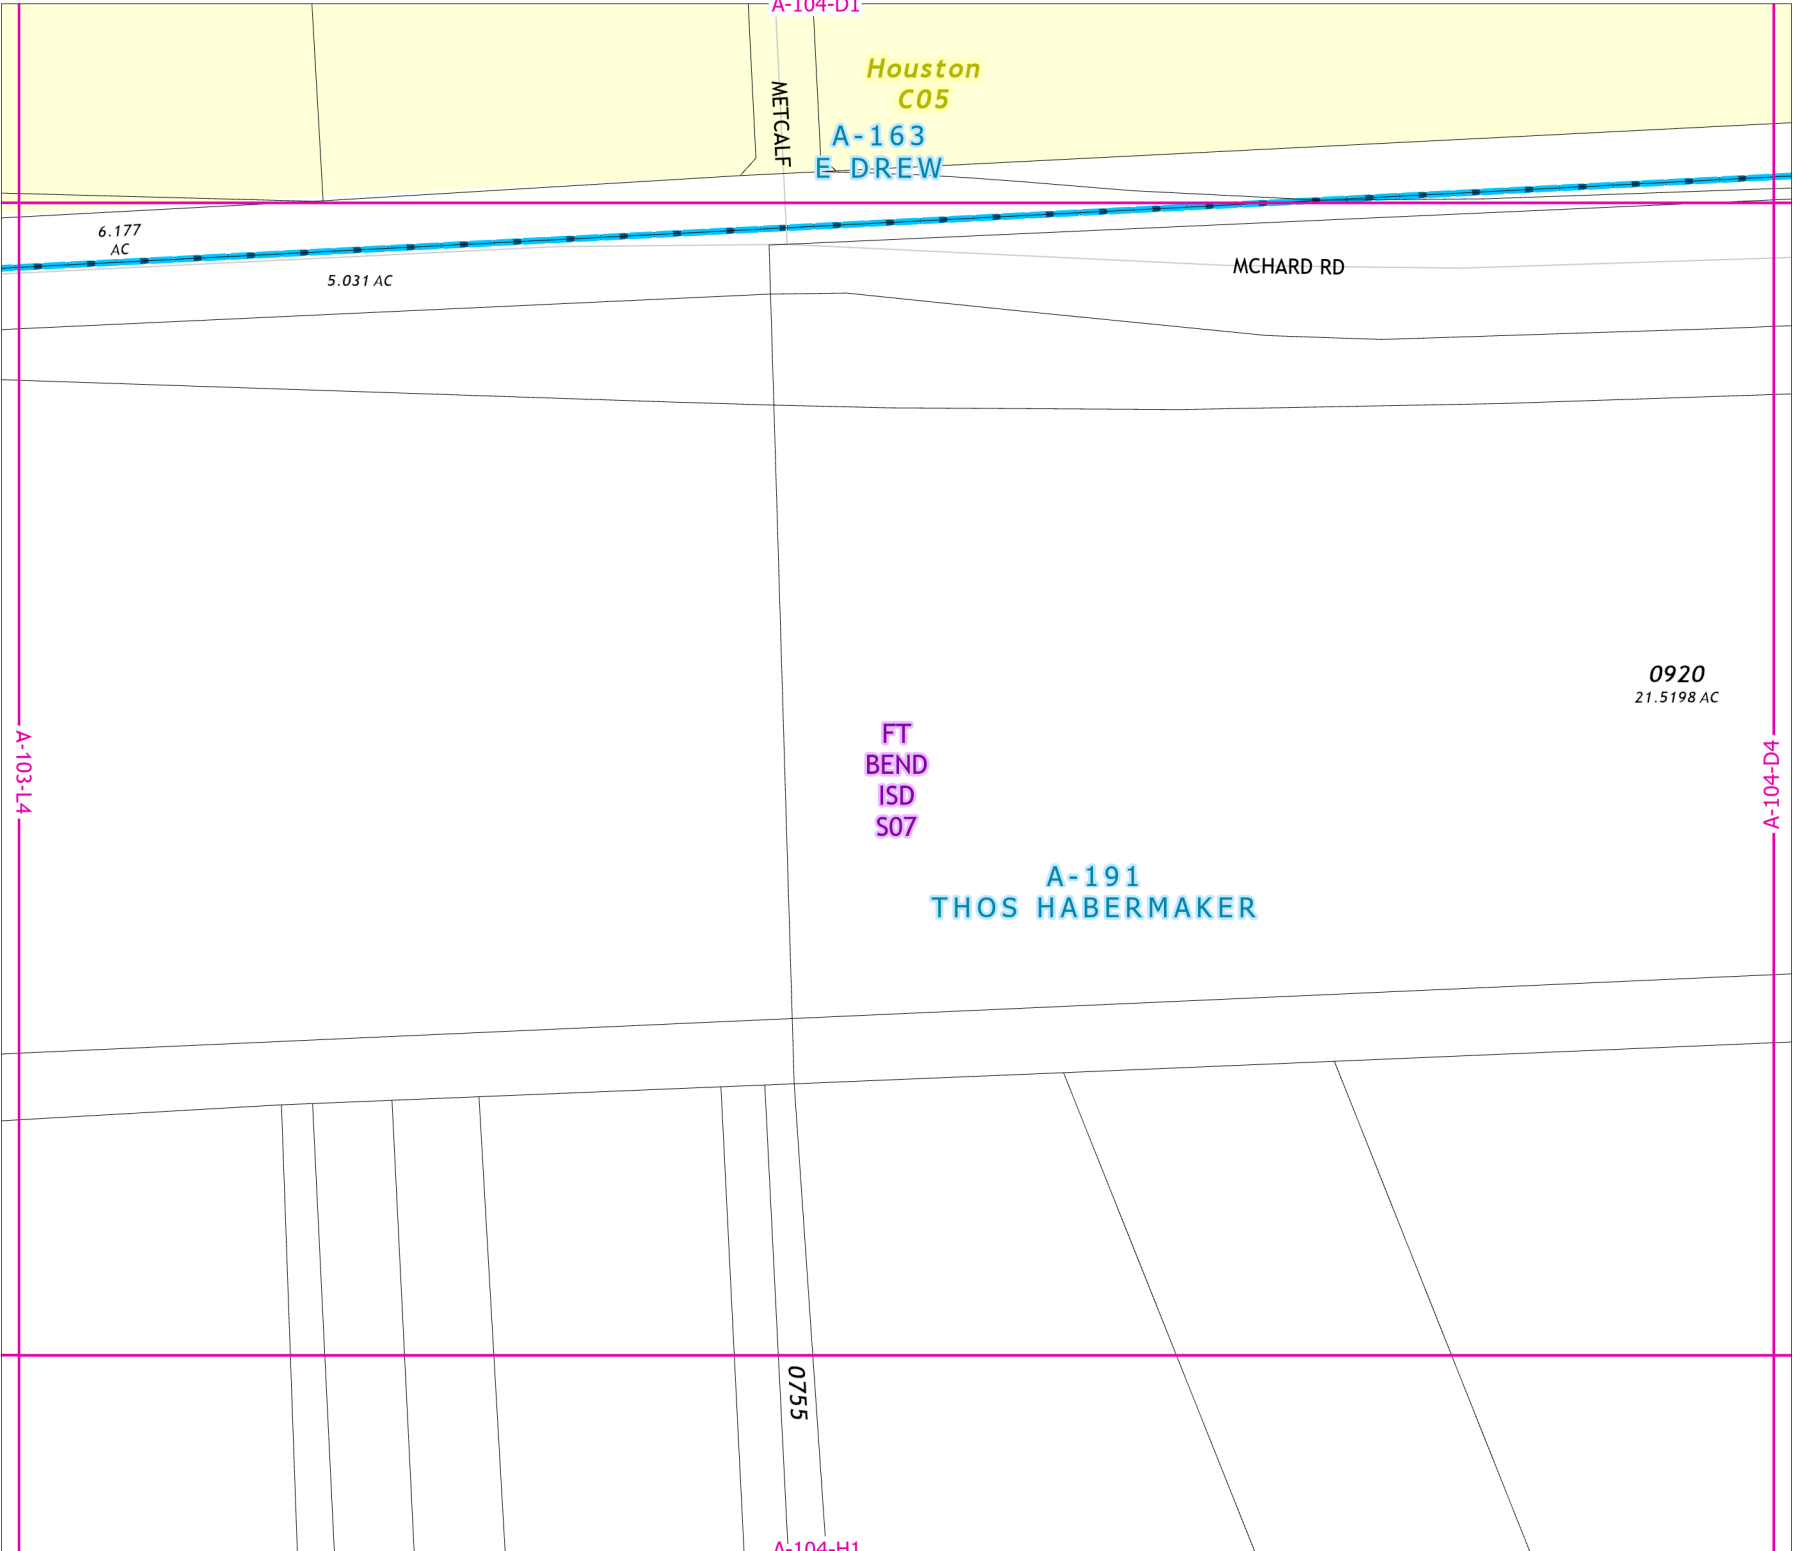 A-104-D1
Houston
C05
METCALF
A-163
E DREW
6.177
AC
5.031 AC
MCHARD RD
0920
21.5198 AC
FT
BEND
ISD
S07
A-103-L4
A-104-D4
A-191
THOS HABERMAKER
0755
A-104-H1